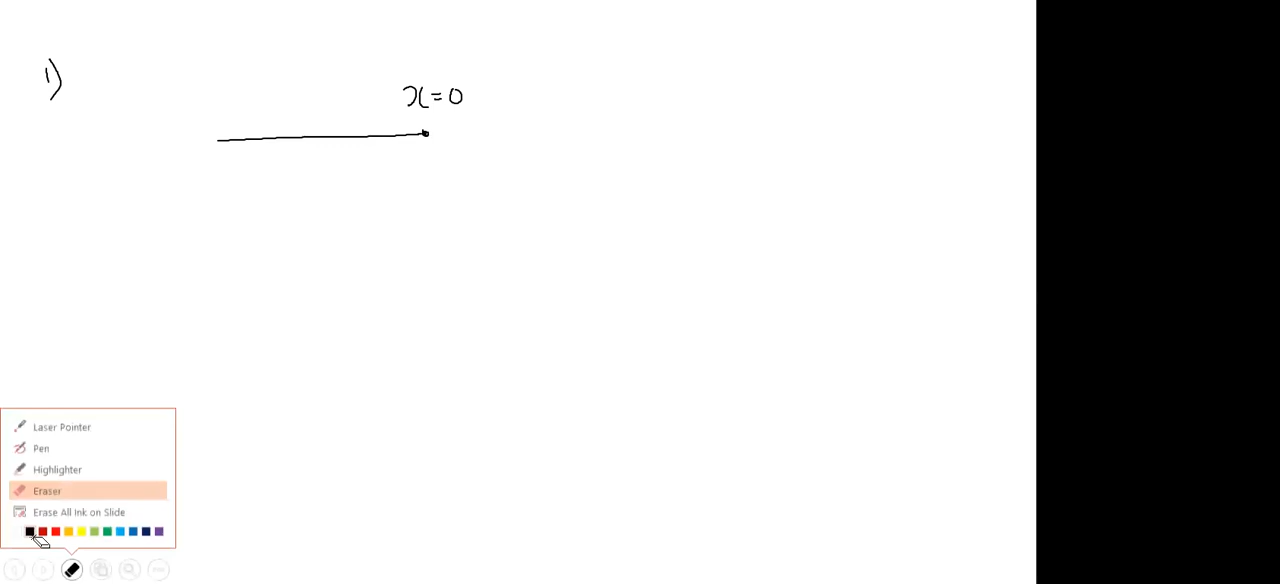 1)
x=0
Laser Pointer
Pen
Highlighter
Eraser
Erase All Ink on Slide